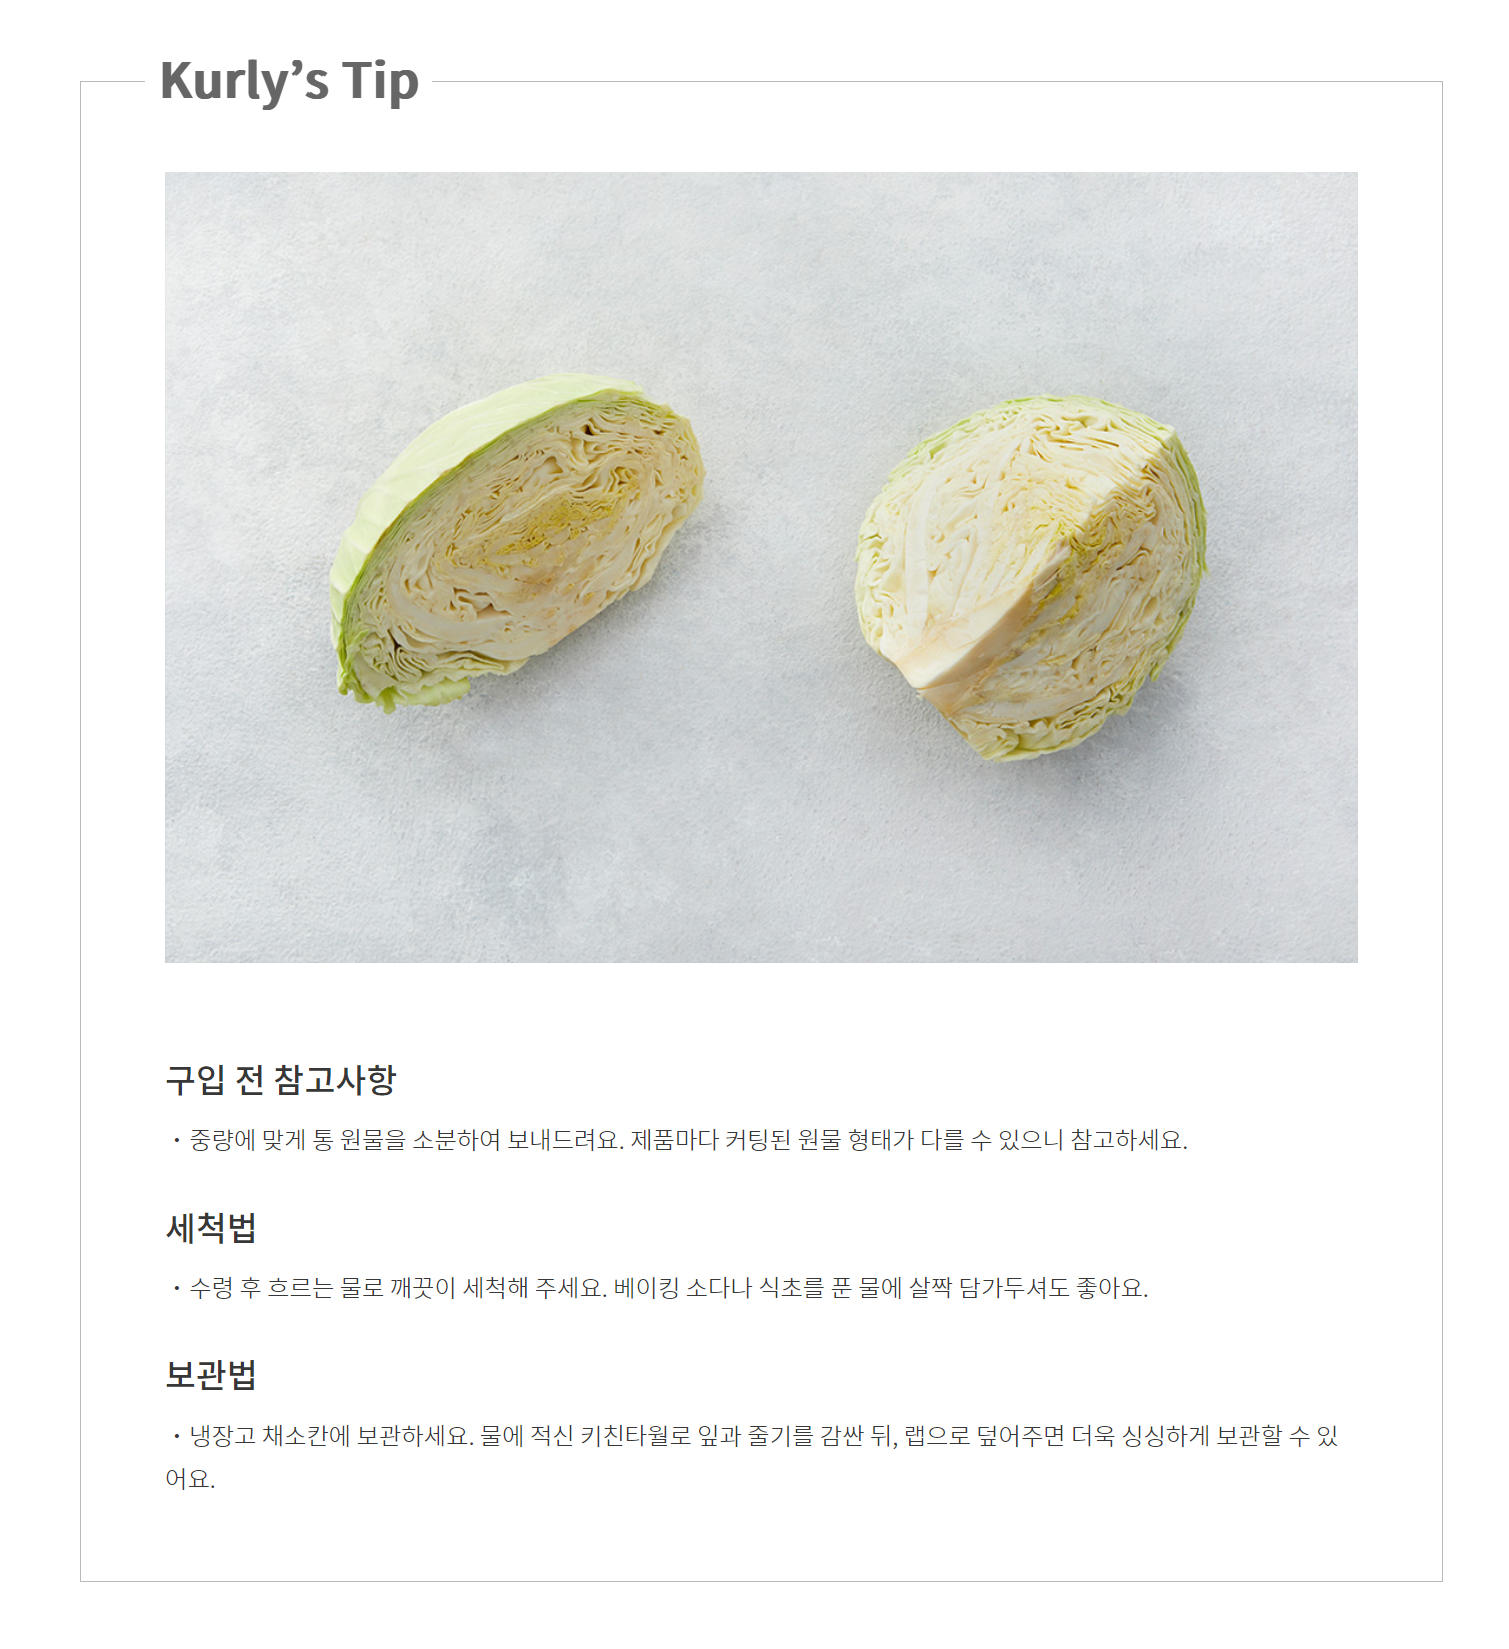 Kurly’s Tip
구입 전 참고사항
・중량에 맞게 통 원물을 소분하여 보내드려요. 제품마다 커팅된 원물 형태가 다를 수 있으니 참고하세요.
세척법
・수령 후 흐르는 물로 깨끗이 세척해 주세요. 베이킹 소다나 식초를 푼 물에 살짝 담가두셔도 좋아요.
보관법
・냉장고 채소칸에 보관하세요. 물에 적신 키친타월로 잎과 줄기를 감싼 뒤, 랩으로 덮어주면 더욱 싱싱하게 보관할 수 있
어요.